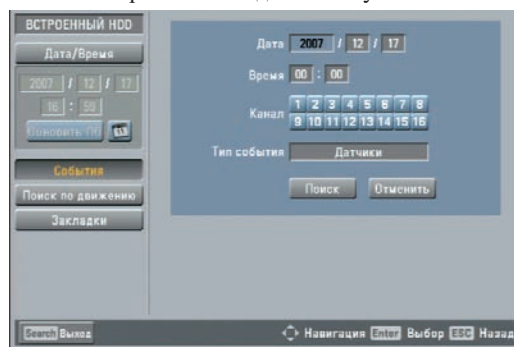 ВСТРОЕННЫЙ HDD
Дата/Время
2007 / 12 / 17
16 : 59
Обновить ПО
События
Поиск по движению
Закладки
Дата 2007 / 12 / 17
Время 00 : 00
Канал 1 2 3 4 5 6 7 8
9 10 11 12 13 14 15 16
Тип события Датчики
Поиск Отменить
Search Выход
Навигация Enter Выбор ESC Назад